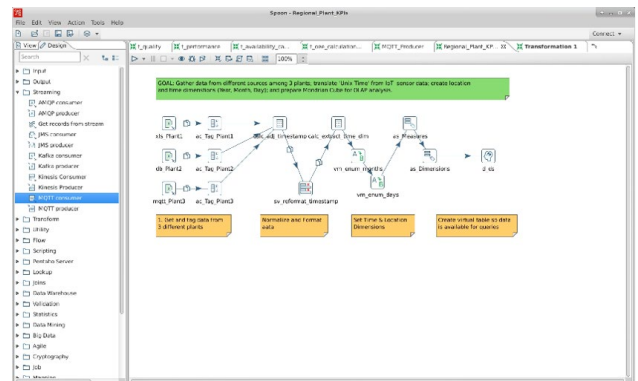 Spoon - Regional_Plant_KPIs
File Edit View Action Tools Help
Connect
View Design
t_quality
t_performance
t_availability_ca...
t_oee_calculation...
MQTT_Producer
Regional_Plant_KP...
Transformation 1
Search
100%
Input
Output
Streaming
AMQP consumer
AMQP producer
Get records from stream
JMS consumer
JMS producer
Kafka consumer
Kafka producer
Kinesis Consumer
Kinesis Producer
MQTT consumer
MQTT producer
Transform
Utility
Flow
Scripting
Pentaho Server
Lookup
Joins
Data Warehouse
Validation
Statistics
Data Mining
Big Data
Agile
Cryptography
Job
GOAL: Gather data from different sources among 3 plants; translate 'Unix Time' from IoT sensor data; create location
and time dimensions (Year, Month, Day); and prepare Mondrian Cube for OLAP analysis.
xls_Plant1
ac_Tag_Plant1
adj_timestamp
calc_extract_time_dim
as_Measures
db_Plant2
ac_Tag_Plant2
vm_enum_months
as_Dimensions
mqtt_Plant3
ac_Tag_Plant3
sv_reformat_timestamp
vm_enum_days
1. Get and tag data from
3 different plants
Normalize and Format
data
Set Time & Location
Dimensions
Create virtual table so data
is available for queries